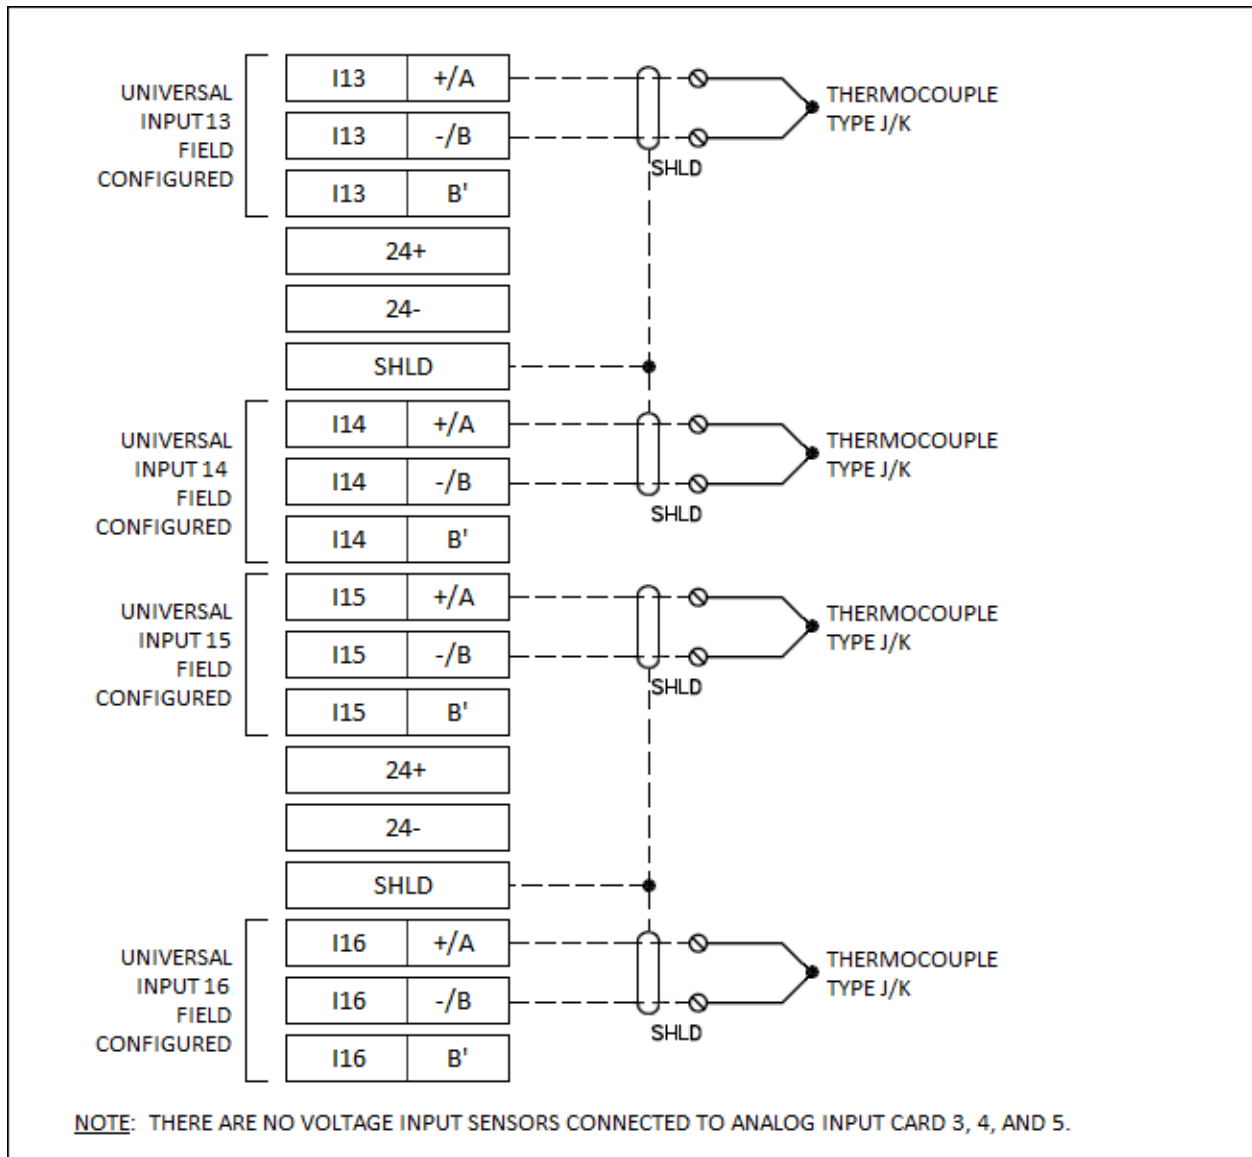 UNIVERSAL
INPUT 13
FIELD
CONFIGURED
I13 +/A
I13 -/B
I13 B'
24+
24-
SHLD
SHLD
THERMOCOUPLE
TYPE J/K
UNIVERSAL
INPUT 14
FIELD
CONFIGURED
I14 +/A
I14 -/B
I14 B'
SHLD
THERMOCOUPLE
TYPE J/K
UNIVERSAL
INPUT 15
FIELD
CONFIGURED
I15 +/A
I15 -/B
I15 B'
24+
24-
SHLD
SHLD
THERMOCOUPLE
TYPE J/K
UNIVERSAL
INPUT 16
FIELD
CONFIGURED
I16 +/A
I16 -/B
I16 B'
SHLD
THERMOCOUPLE
TYPE J/K
NOTE: THERE ARE NO VOLTAGE INPUT SENSORS CONNECTED TO ANALOG INPUT CARD 3, 4, AND 5.